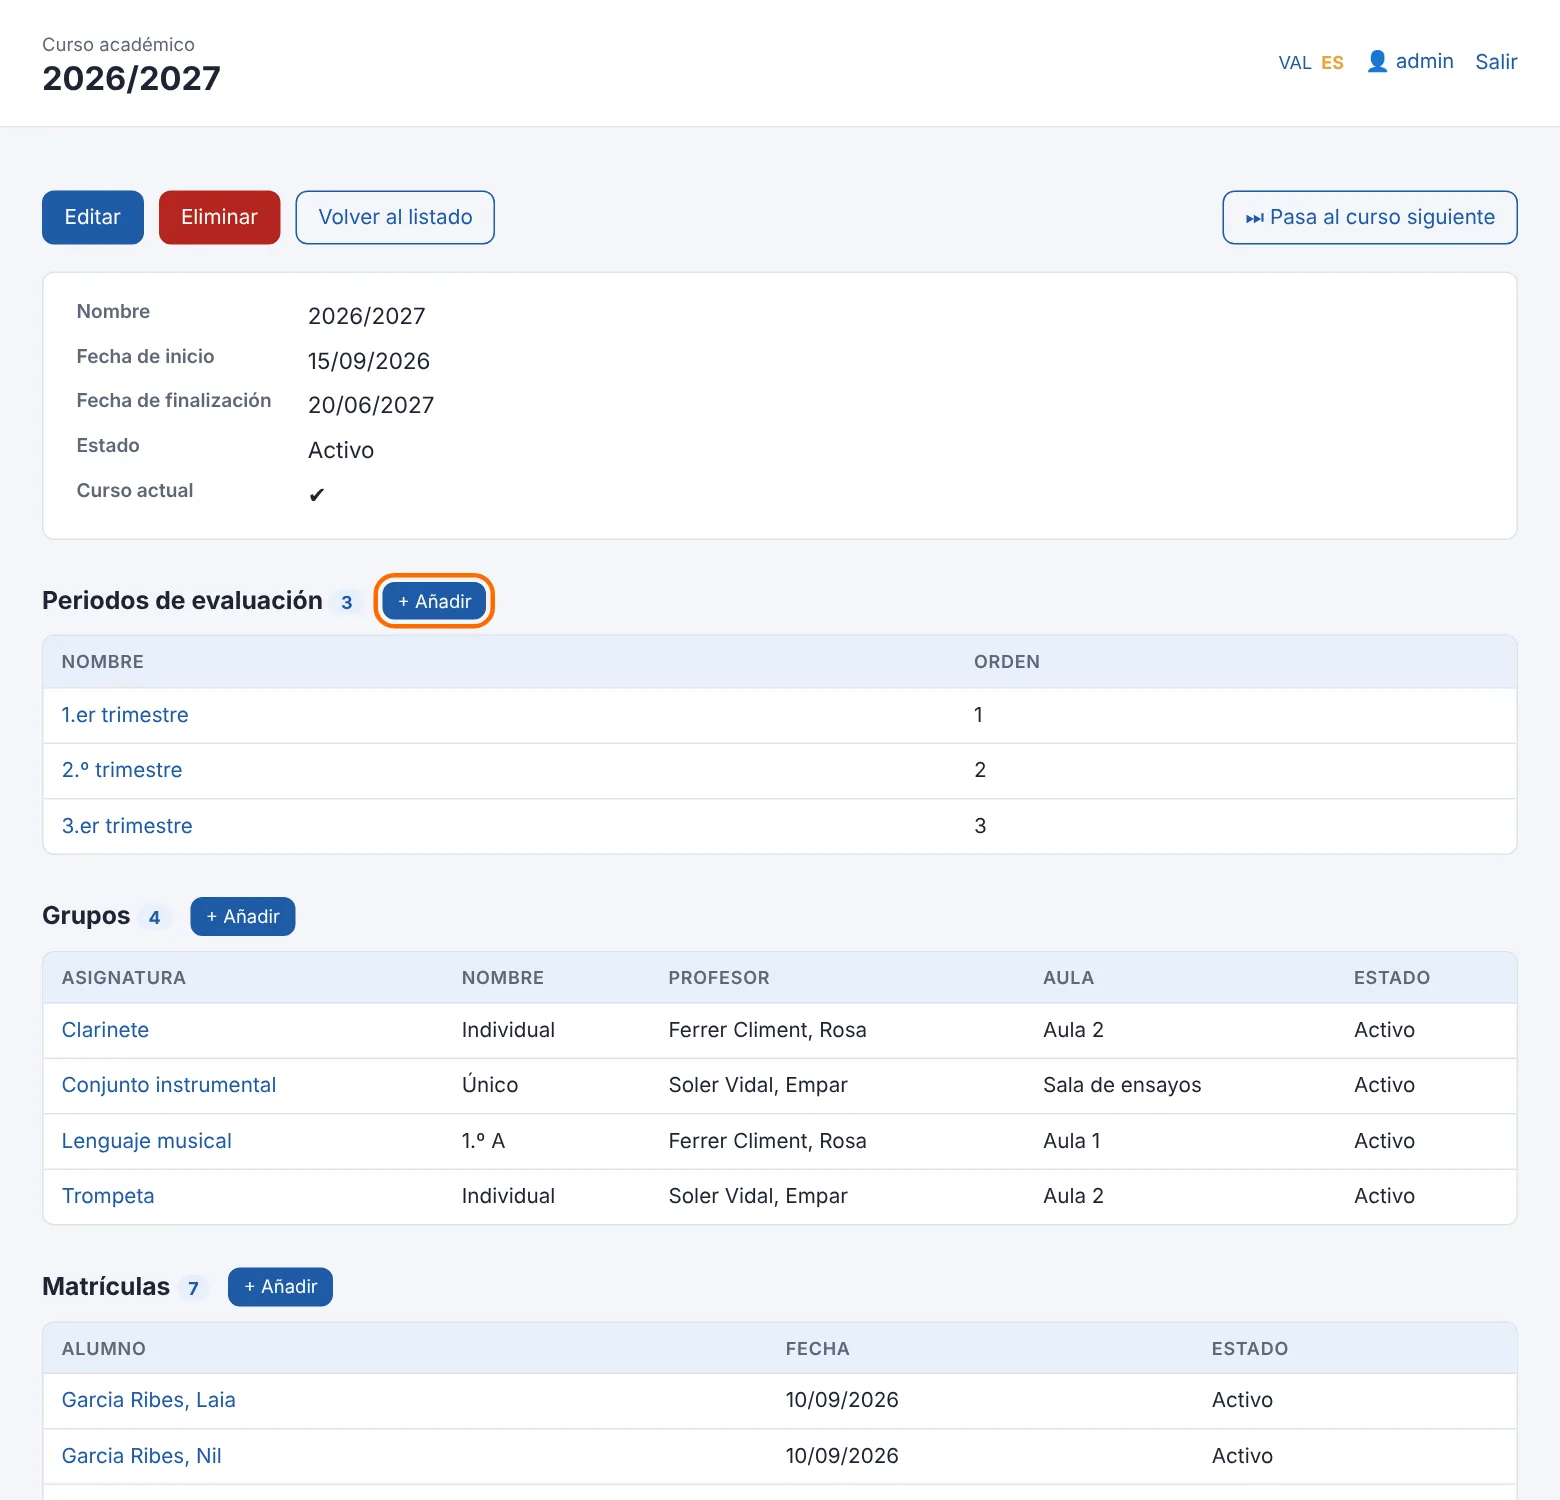 Curso académico
2026/2027
VAL ES admin Salir
Editar Eliminar Volver al listado Pasa al curso siguiente
Nombre 2026/2027
Fecha de inicio 15/09/2026
Fecha de finalización 20/06/2027
Estado Activo
Curso actual ✔
Periodos de evaluación 3 + Añadir
NOMBRE ORDEN
1.er trimestre 1
2.º trimestre 2
3.er trimestre 3
Grupos 4 + Añadir
ASIGNATURA NOMBRE PROFESOR AULA ESTADO
Clarinete Individual Ferrer Climent, Rosa Aula 2 Activo
Conjunto instrumental Único Soler Vidal, Empar Sala de ensayos Activo
Lenguaje musical 1.º A Ferrer Climent, Rosa Aula 1 Activo
Trompeta Individual Soler Vidal, Empar Aula 2 Activo
Matrículas 7 + Añadir
ALUMNO FECHA ESTADO
Garcia Ribes, Laia 10/09/2026 Activo
Garcia Ribes, Nil 10/09/2026 Activo